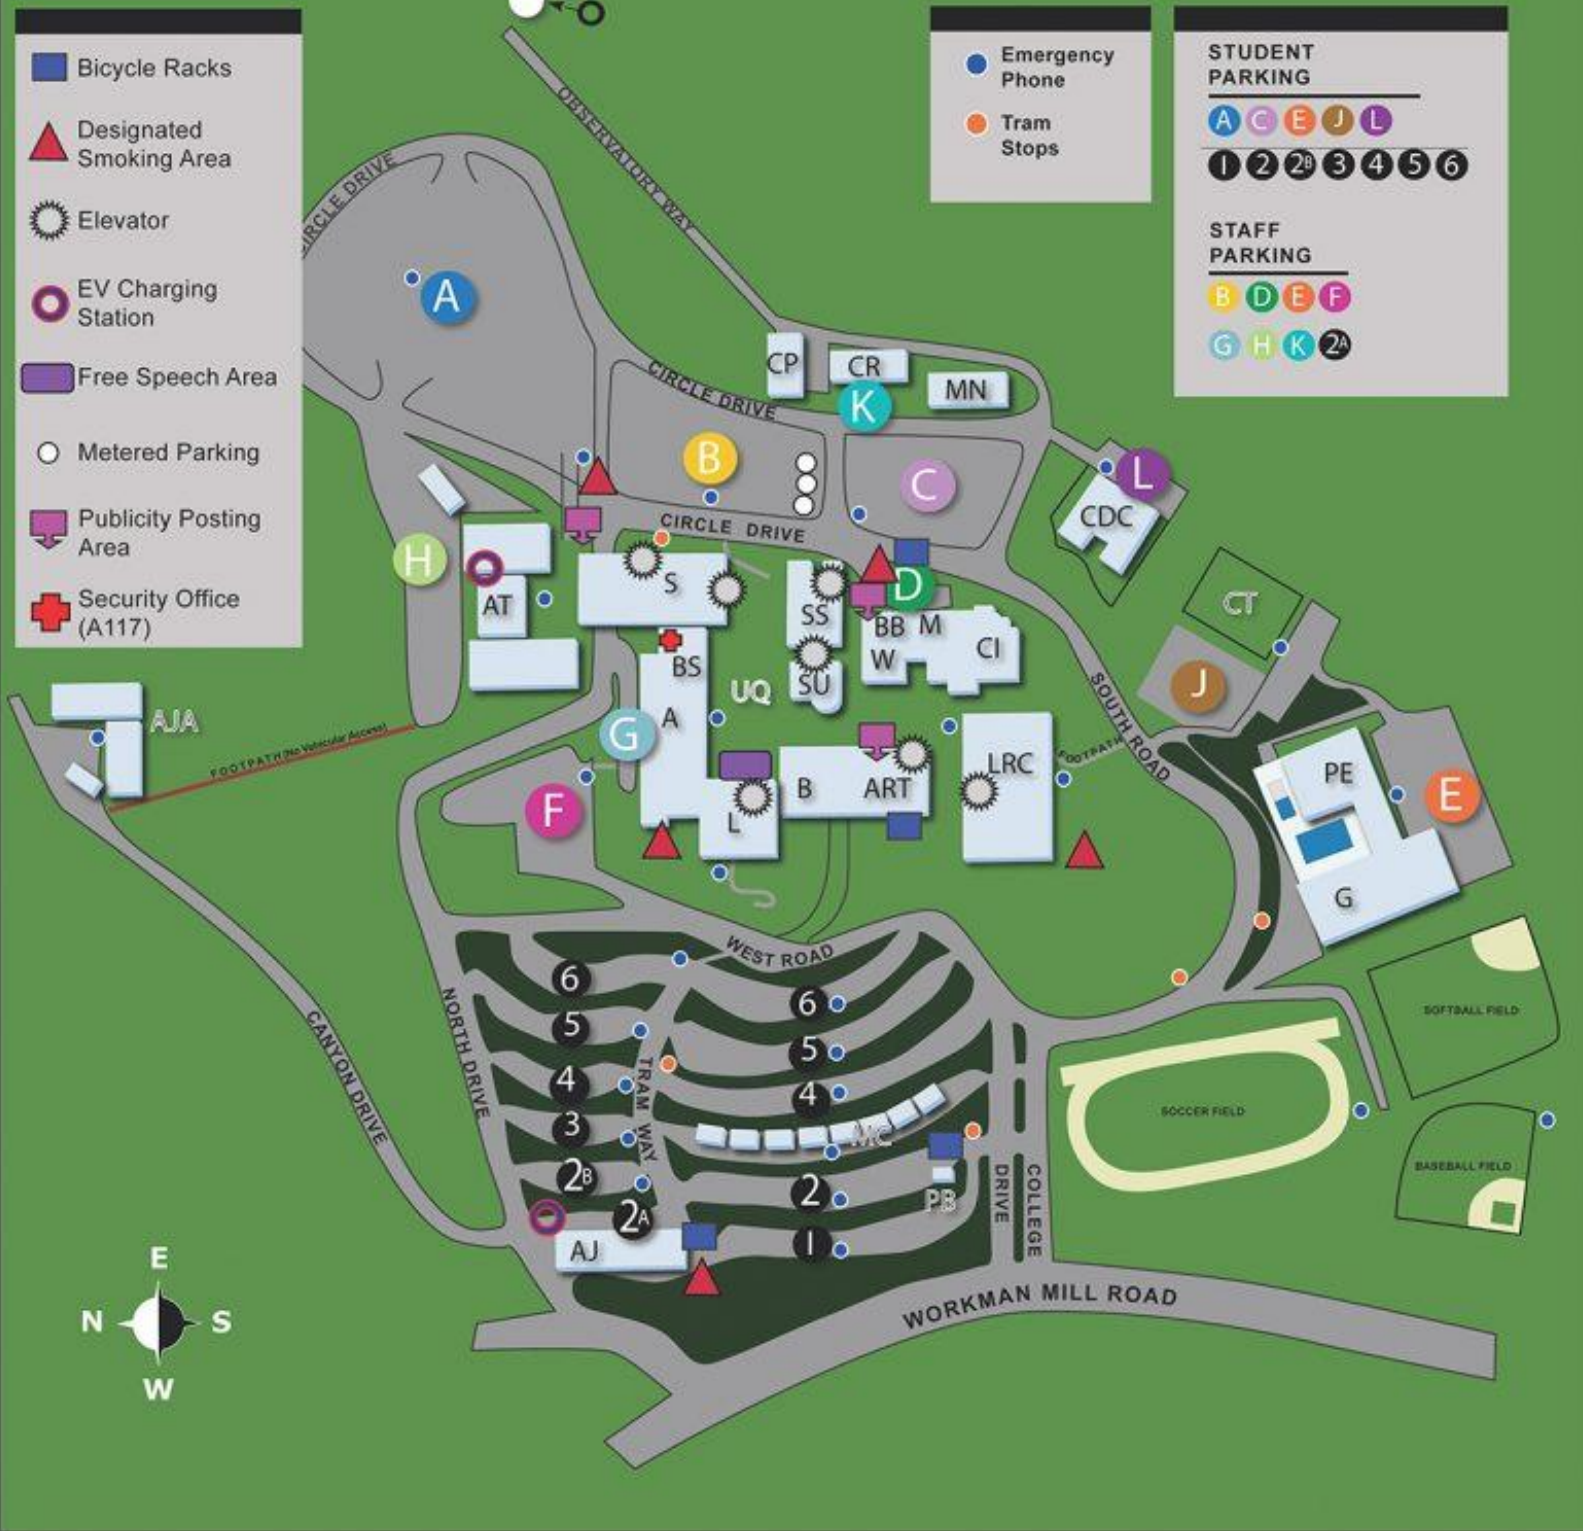 Bicycle Racks
Designated
Smoking Area
Elevator
EV Charging
Station
Free Speech Area
Metered Parking
Publicity Posting
Area
Security Office
(A117)
Emergency
Phone
Tram
Stops
STUDENT
PARKING
A C E J L
1 2 2B 3 4 5 6
STAFF
PARKING
B D E F
G H K 2A
OBSERVATORY WAY
CIRCLE DRIVE
A
CP
CR
K
MN
CIRCLE DRIVE
B
C
L
CDC
CIRCLE DRIVE
H
AT
S
SS
D
BB M
W
CI
CT
BS
UQ
SU
J
SOUTH ROAD
AJA
FOOTPATH (No Vehicular Access)
G
A
LRC
FOOTPATH
PE
E
F
B
ART
L
G
WEST ROAD
6
6
5
5
4
4
3
MC
2B
2
2A
1
AJ
PB
NORTH DRIVE
TRAM WAY
CANYON DRIVE
COLLEGE
DRIVE
SOFTBALL FIELD
SOCCER FIELD
BASEBALL FIELD
WORKMAN MILL ROAD
E
N S
W